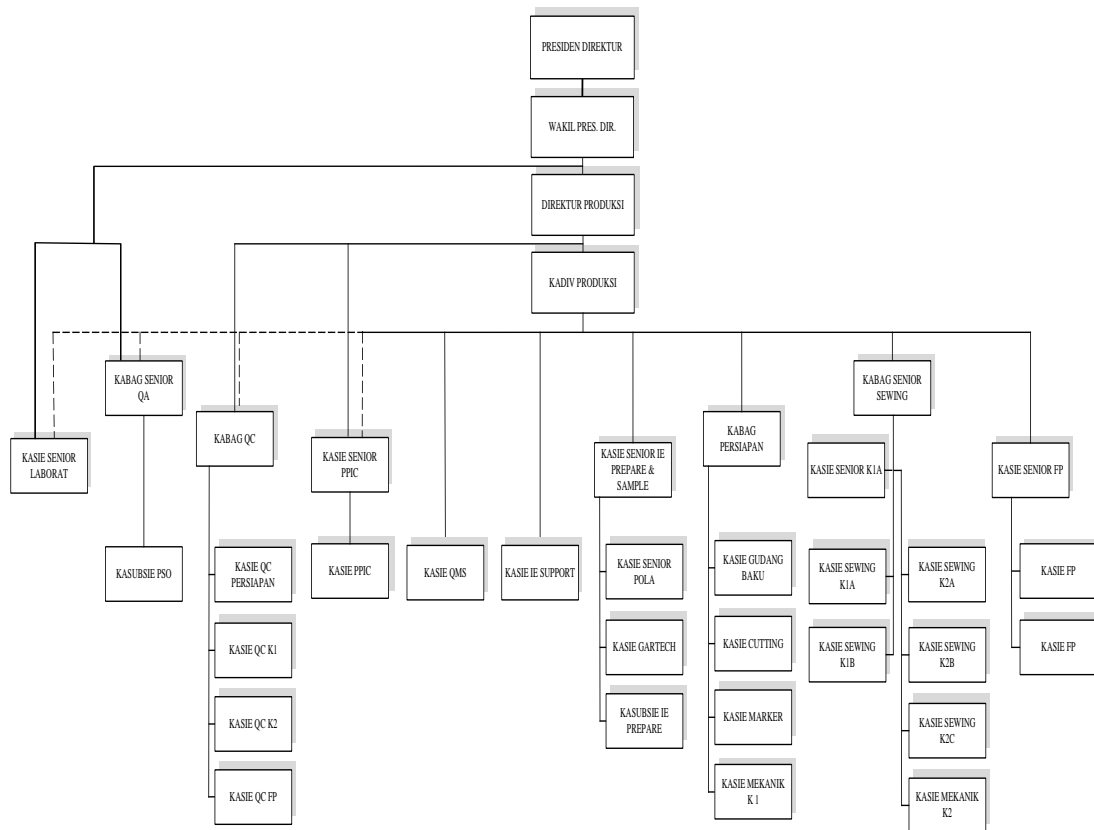 PRESIDEN DIREKTUR
WAKIL PRES. DIR.
DIREKTUR PRODUKSI
KADIV PRODUKSI
KABAG SENIOR
QA
KABAG SENIOR
SEWING
KABAG QC
KABAG
PERSIAPAN
KASIE SENIOR
LABORAT
KASIE SENIOR
PPIC
KASIE SENIOR IE
PREPARE &
SAMPLE
KASIE SENIOR K1A
KASIE SENIOR FP
KASUBSIE PSO
KASIE QC
PERSIAPAN
KASIE PPIC
KASIE QMS
KASIE IE SUPPORT
KASIE SENIOR
POLA
KASIE GUDANG
BAKU
KASIE SEWING
K1A
KASIE SEWING
K2A
KASIE FP
KASIE QC K1
KASIE GARTECH
KASIE CUTTING
KASIE SEWING
K1B
KASIE SEWING
K2B
KASIE FP
KASIE QC K2
KASUBSIE IE
PREPARE
KASIE MARKER
KASIE SEWING
K2C
KASIE QC FP
KASIE MEKANIK
K 1
KASIE MEKANIK
K2